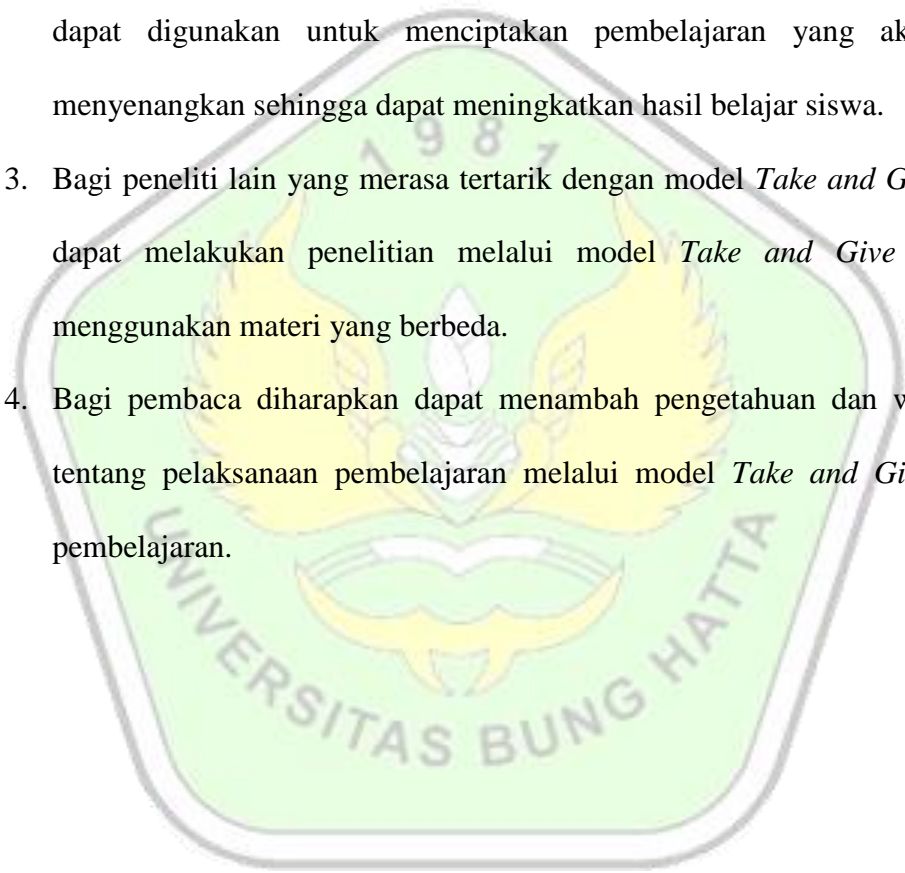 dapat digunakan untuk menciptakan pembelajaran yang
menyenangkan sehingga dapat meningkatkan hasil belajar siswa.
1981
3. Bagi peneliti lain yang merasa tertarik dengan model Take and G
dapat melakukan penelitian melalui model Take and Give
menggunakan materi yang berbeda.
4. Bagi pembaca diharapkan dapat menambah pengetahuan dan
tentang pelaksanaan pembelajaran melalui model Take and Gi
pembelajaran.
UNIVERSITAS BUNG HATTA